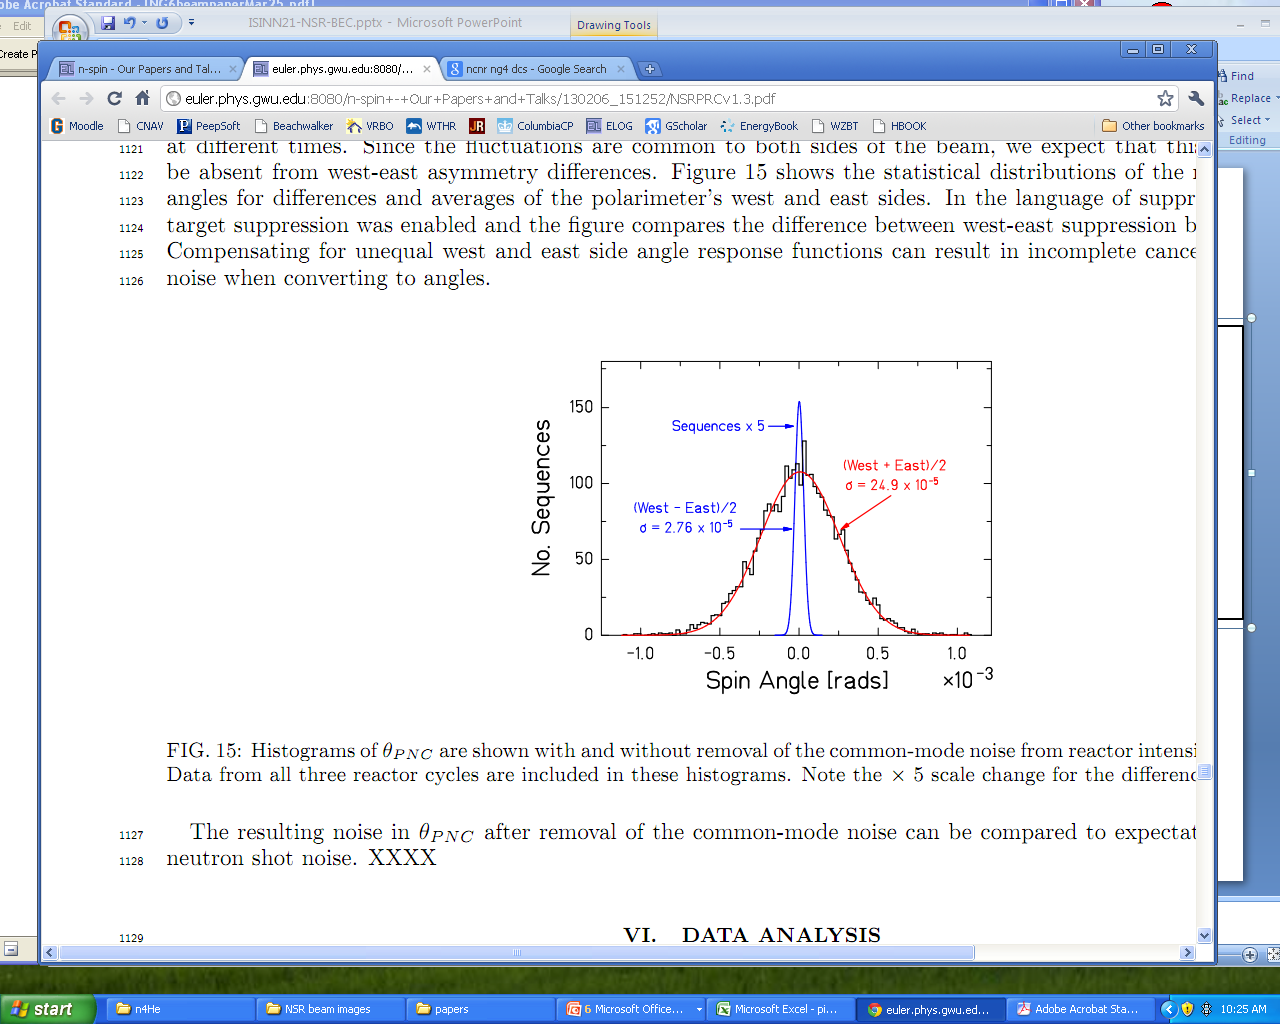 obe Acrobat Standard - [NG6beampaperMar25.pdf]
Edit
Create P
ISINN21-NSR-BEC.pptx - Microsoft PowerPoint
Drawing Tools
n-spin - Our Papers and Tal...
euler.phys.gwu.edu:8080/...
ncnr ng4 dcs - Google Search
Find
Replace
Select
Editing
euler.phys.gwu.edu:8080/n-spin+-+Our+Papers+and+Talks/130206_151252/NSRPRCv1.3.pdf
Moodle CNAV PeepSoft Beachwalker VRBO WTHR JR ColumbiaCP ELOG GScholar EnergyBook WZBT HBOOK Other bookmarks
1121 at different times. Since the fluctuations are common to both sides of the beam, we expect that thi
1122 be absent from west-east asymmetry differences. Figure 15 shows the statistical distributions of the
1123 angles for differences and averages of the polarimeter's west and east sides. In the language of suppr
1124 target suppression was enabled and the figure compares the difference between west-east suppression b
1125 Compensating for unequal west and east side angle response functions can result in incomplete cance
1126 noise when converting to angles.
No. Sequences
150
100
50
0
Sequences x 5
(West + East)/2
σ = 24.9 x 10⁻⁵
(West - East)/2
σ = 2.76 x 10⁻⁵
-1.0 -0.5 0.0 0.5 1.0
Spin Angle [rads] ×10⁻³
FIG. 15: Histograms of θPNC are shown with and without removal of the common-mode noise from reactor intensi
Data from all three reactor cycles are included in these histograms. Note the × 5 scale change for the differenc
1127 The resulting noise in θPNC after removal of the common-mode noise can be compared to expectat
1128 neutron shot noise. XXXX
1129 VI. DATA ANALYSIS
start
n4He
NSR beam images
papers
6 Microsoft Office...
Microsoft Excel - pi...
euler.phys.gwu.ed...
Adobe Acrobat Sta...
10:25 AM